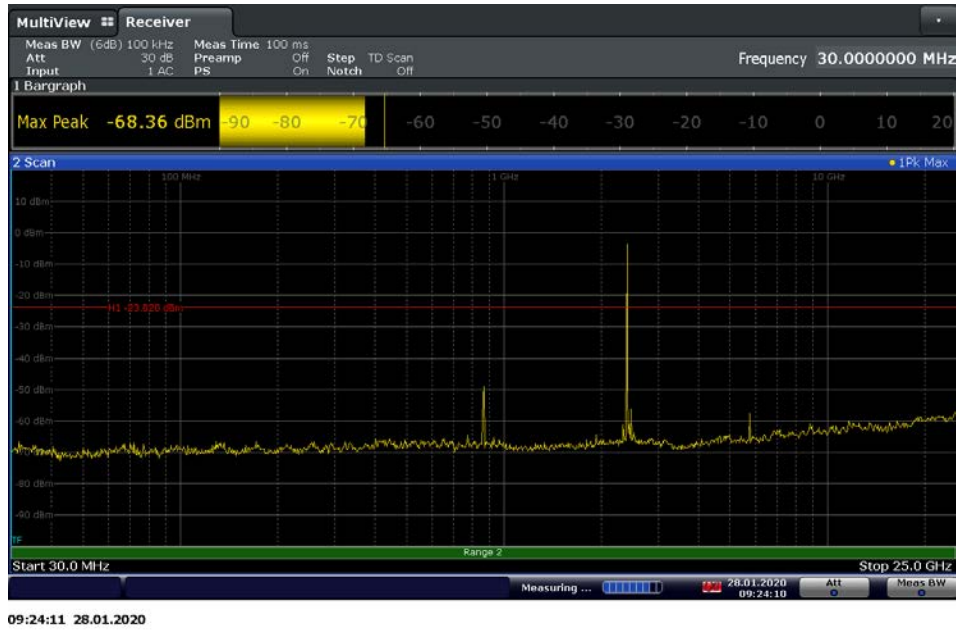 MultiView Receiver
Meas BW (6dB) 100 kHz Meas Time 100 ms
Att 30 dB Preamp Off Step TD Scan
Input 1 AC PS On Notch Off
Frequency 30.0000000 MHz
1 Bargraph
Max Peak -68.36 dBm -90 -80 -70 -60 -50 -40 -30 -20 -10 0 10 20
2 Scan 1Pk Max
100 MHz 1 GHz 10 GHz
10 dBm
0 dBm
-10 dBm
-20 dBm
H1 -23.820 dBm
-30 dBm
-40 dBm
-50 dBm
-60 dBm
-80 dBm
-90 dBm
TF
Range 2
Start 30.0 MHz Stop 25.0 GHz
Measuring ... 28.01.2020 09:24:10 Att Meas BW
09:24:11 28.01.2020